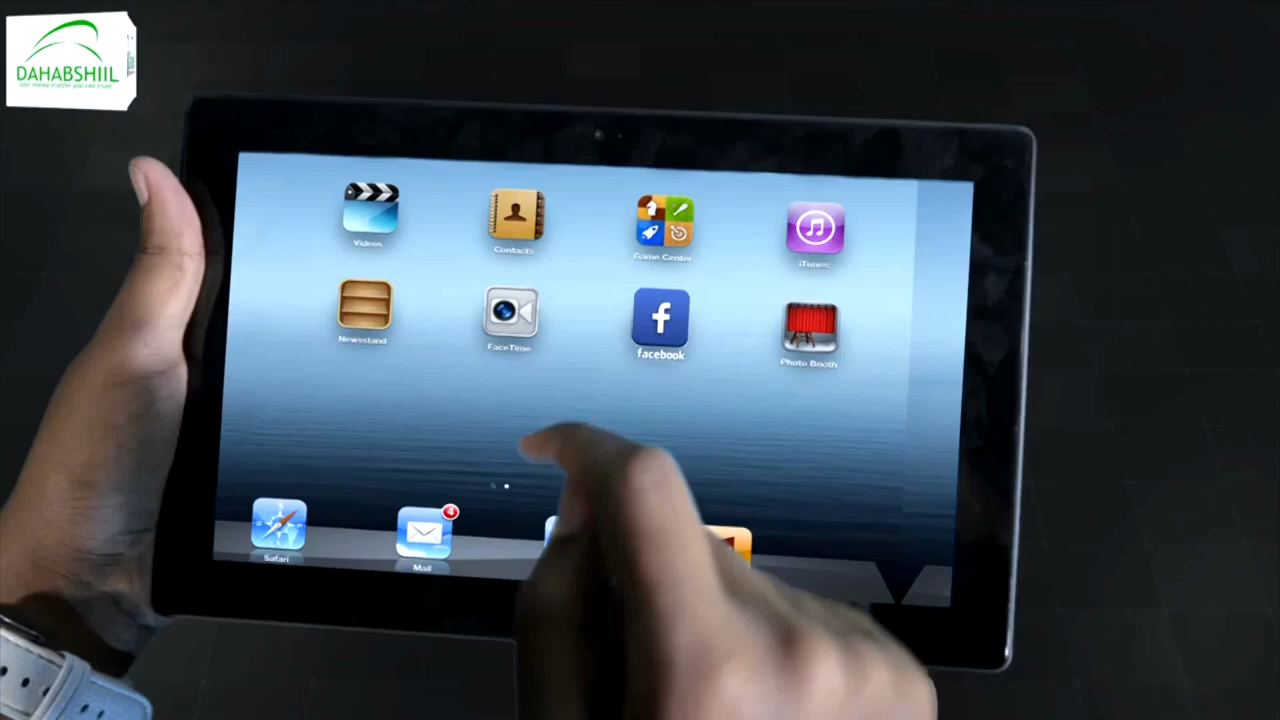 DAHABSHIIL
Videos
Contacts
Game Center
iTunes
Newsstand
FaceTime
facebook
Photo Booth
4
Safari
Mail